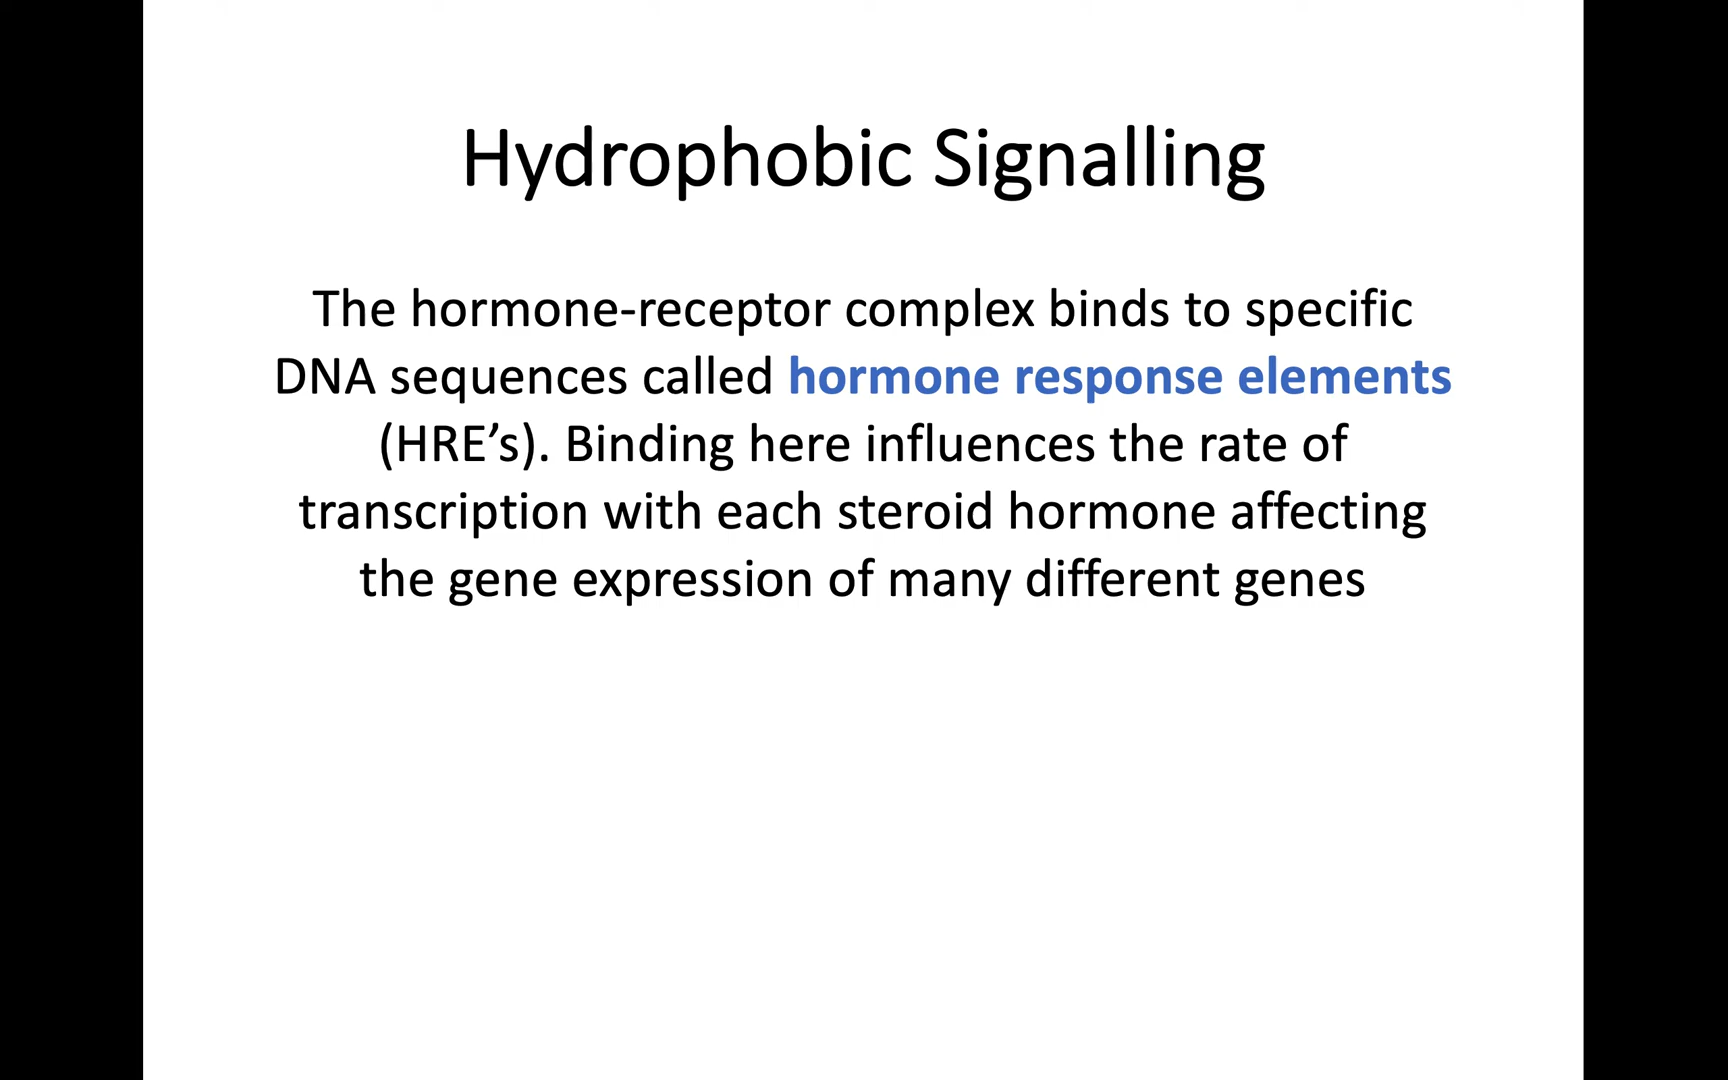 Hydrophobic Signalling
The hormone-receptor complex binds to specific
DNA sequences called hormone response elements
(HRE’s). Binding here influences the rate of
transcription with each steroid hormone affecting
the gene expression of many different genes